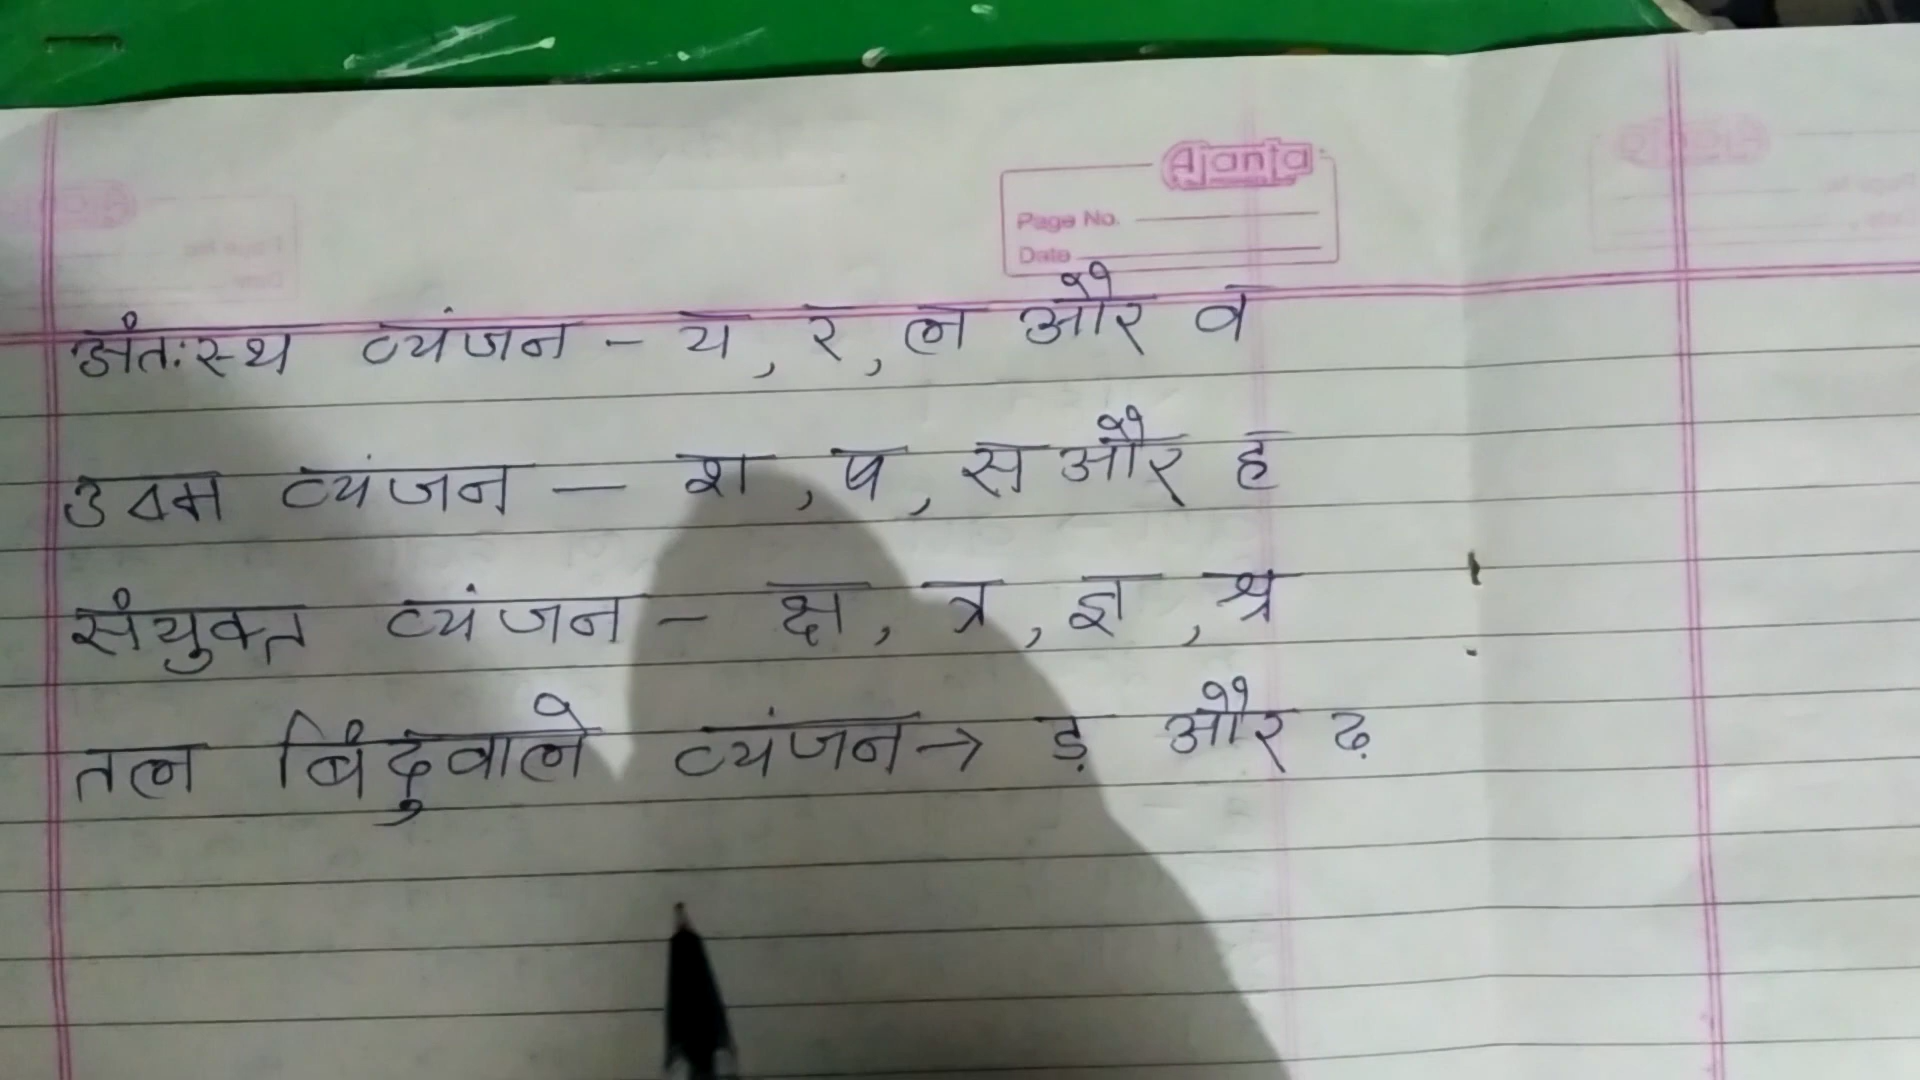 Ajanta
Page No.
Date
अंतःस्थ व्यंजन - य, र, ल और व
उष्म व्यंजन - श, ष, स और ह
संयुक्त व्यंजन - क्ष, त्र, ज्ञ, श्र
तल बिंदुवाले व्यंजन → ड़ और ढ़